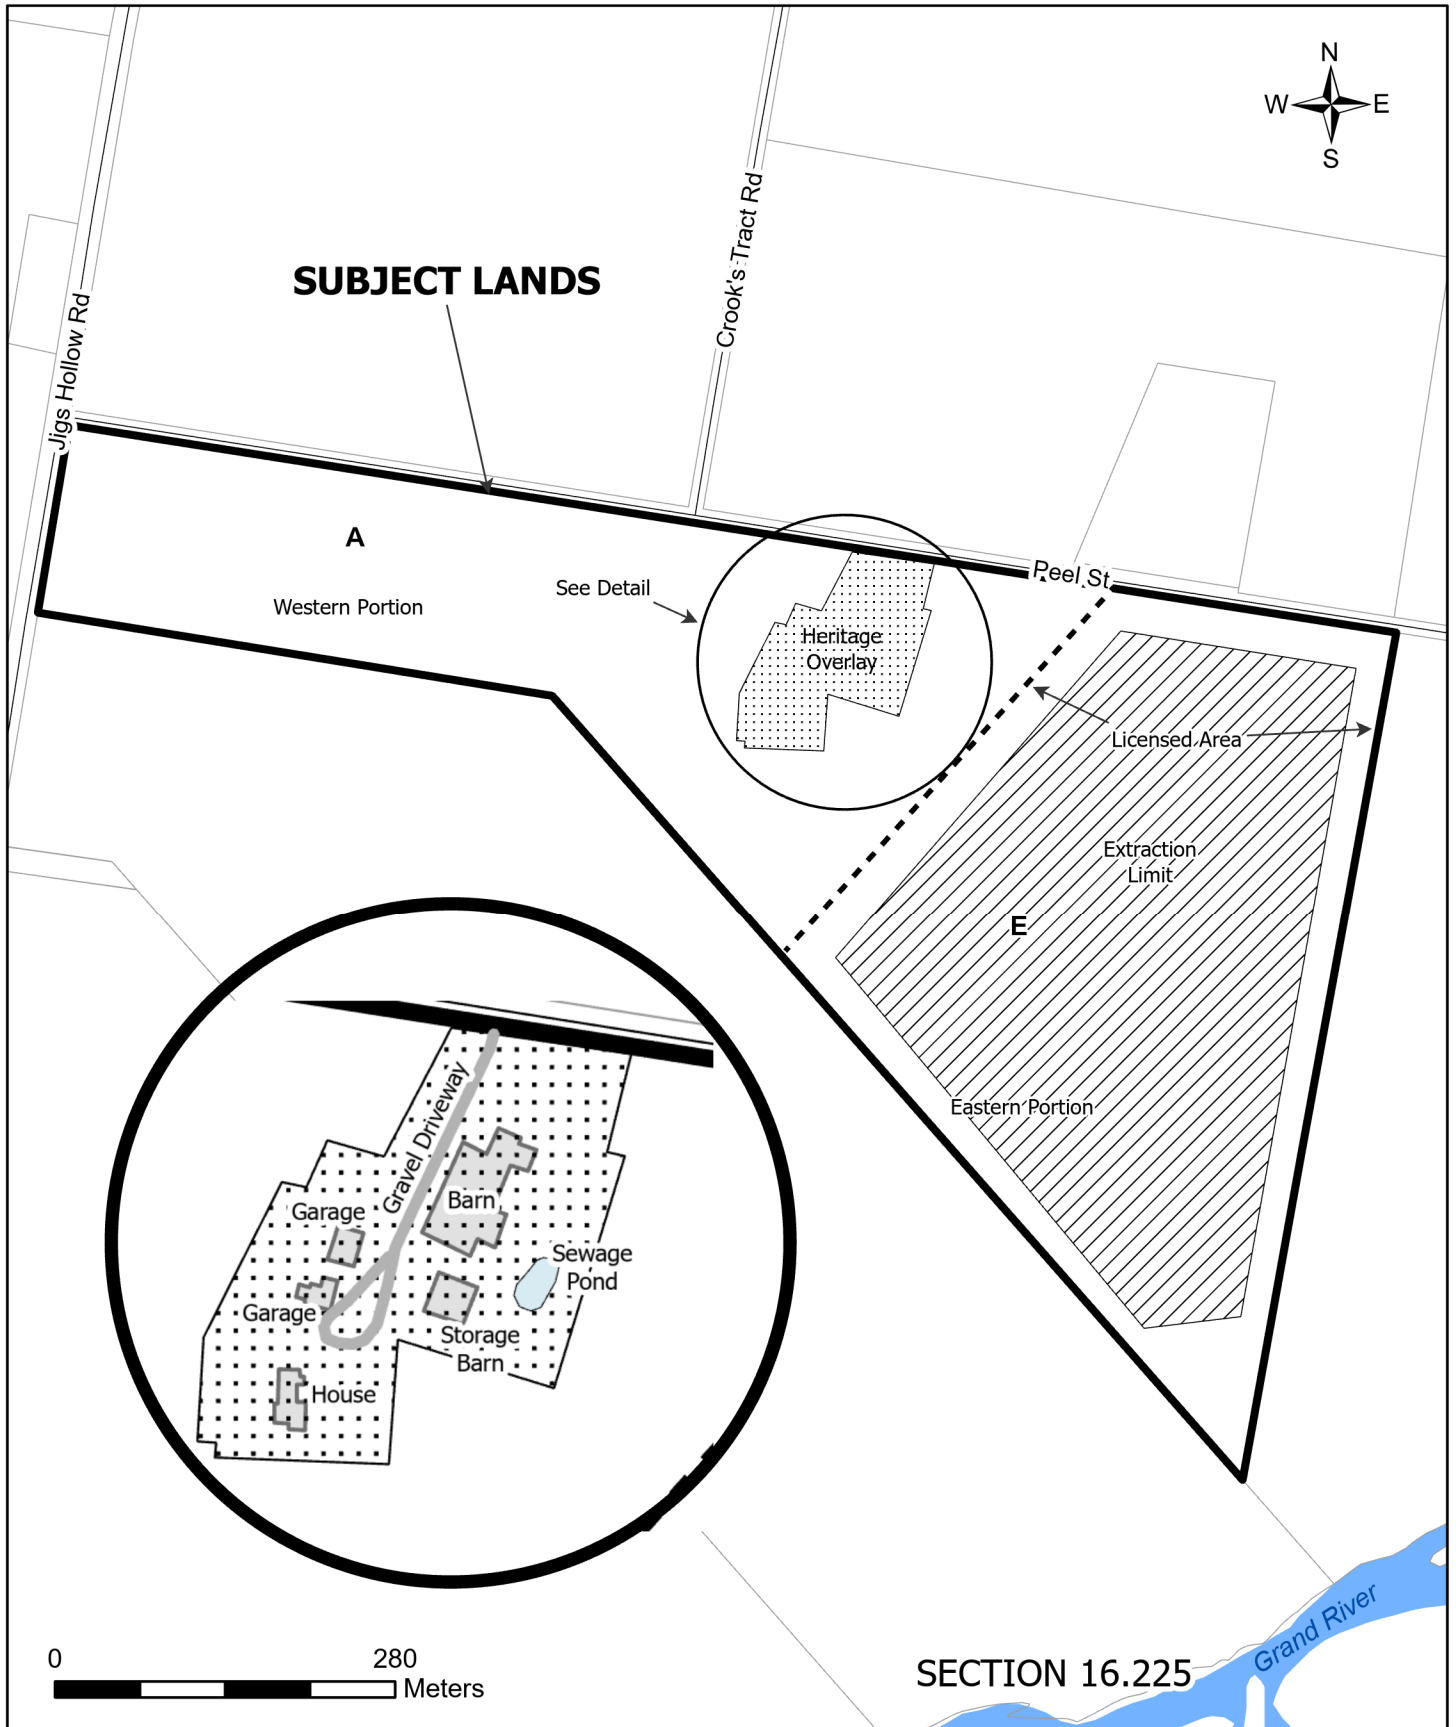 N
W E
S
SUBJECT LANDS
Jigs Hollow Rd
Crook's Tract Rd
A
Western Portion
See Detail
Peel St
Heritage
Overlay
Licensed Area
Extraction
Limit
E
Eastern Portion
Gravel Driveway
Barn
Garage
Sewage
Pond
Garage
Storage
Barn
House
Grand River
0 280
Meters
SECTION 16.225